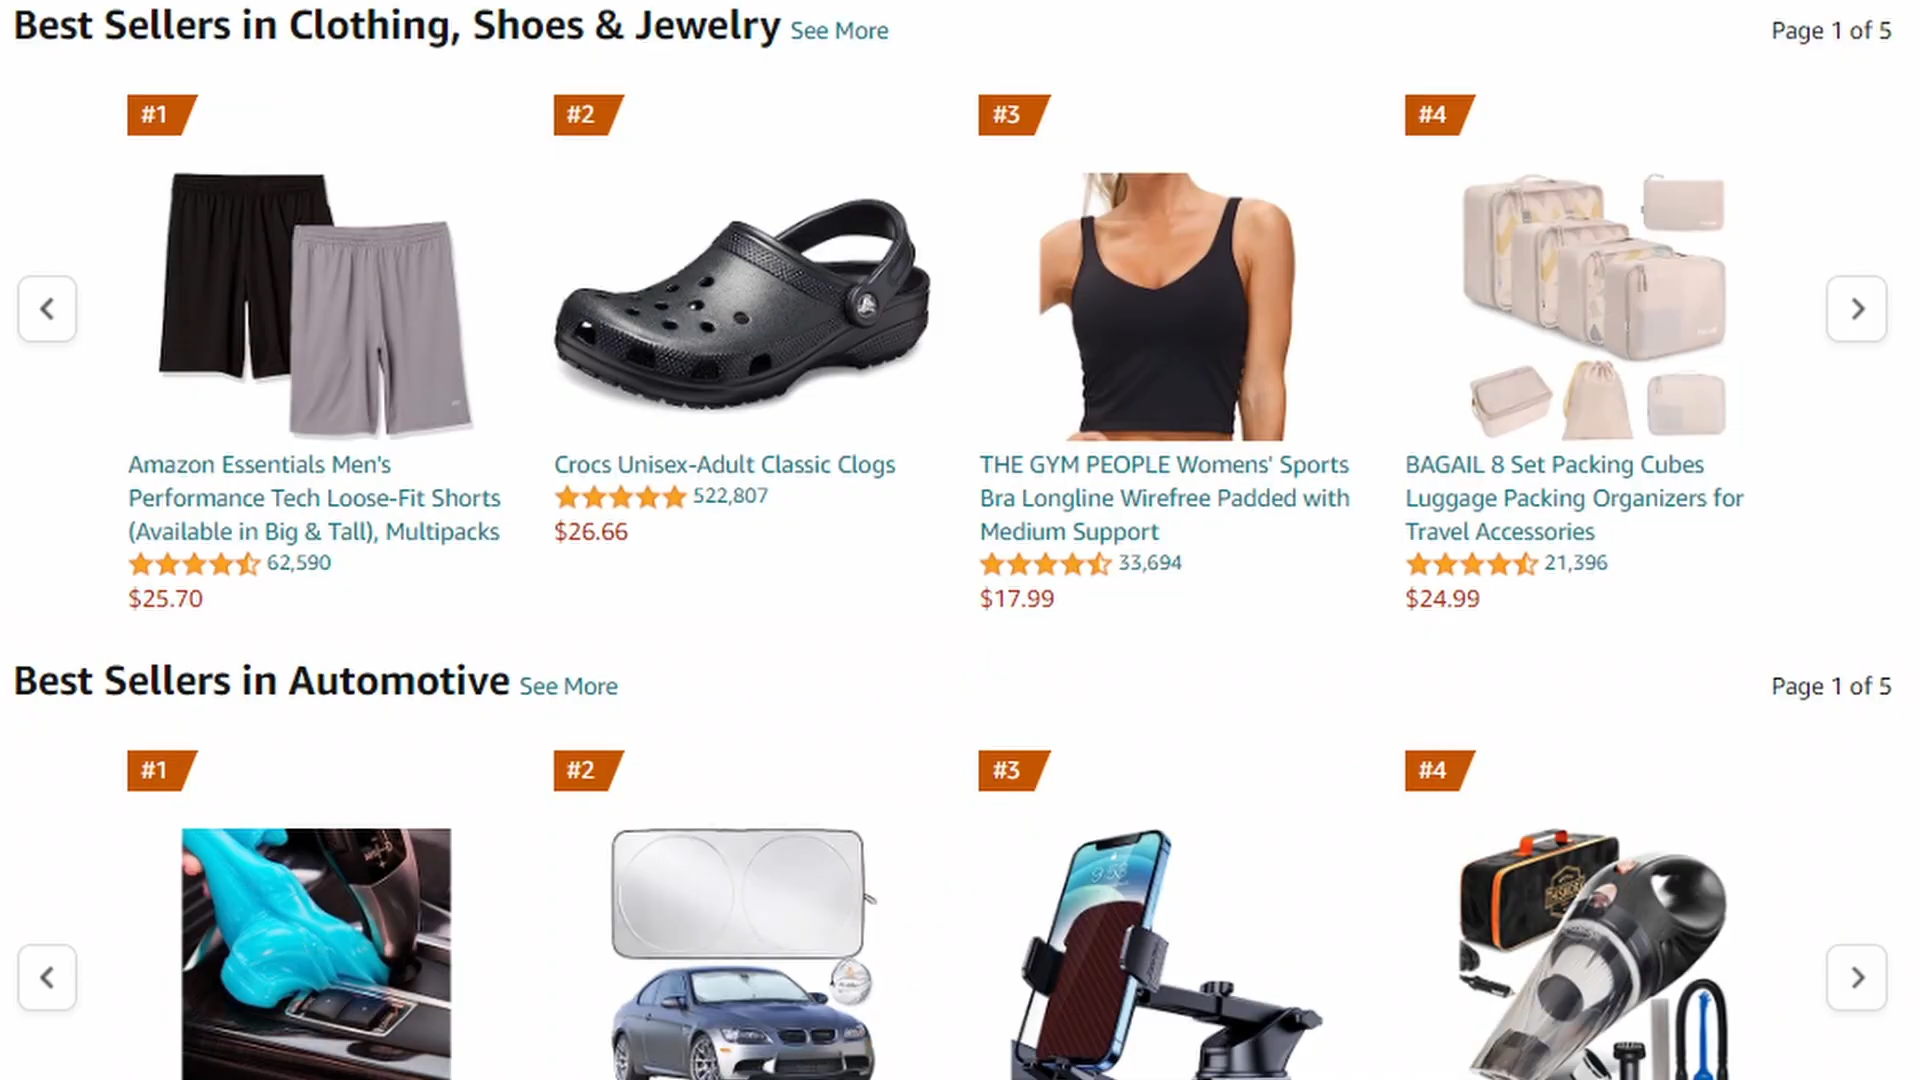 Best Sellers in Clothing, Shoes & Jewelry See More
Page 1 of 5
#1
#2
#3
#4
Amazon Essentials Men's
Performance Tech Loose-Fit Shorts
(Available in Big & Tall), Multipacks
62,590
$25.70
Crocs Unisex-Adult Classic Clogs
522,807
$26.66
THE GYM PEOPLE Womens' Sports
Bra Longline Wirefree Padded with
Medium Support
33,694
$17.99
BAGAIL 8 Set Packing Cubes
Luggage Packing Organizers for
Travel Accessories
21,396
$24.99
Best Sellers in Automotive See More
Page 1 of 5
#1
#2
#3
#4